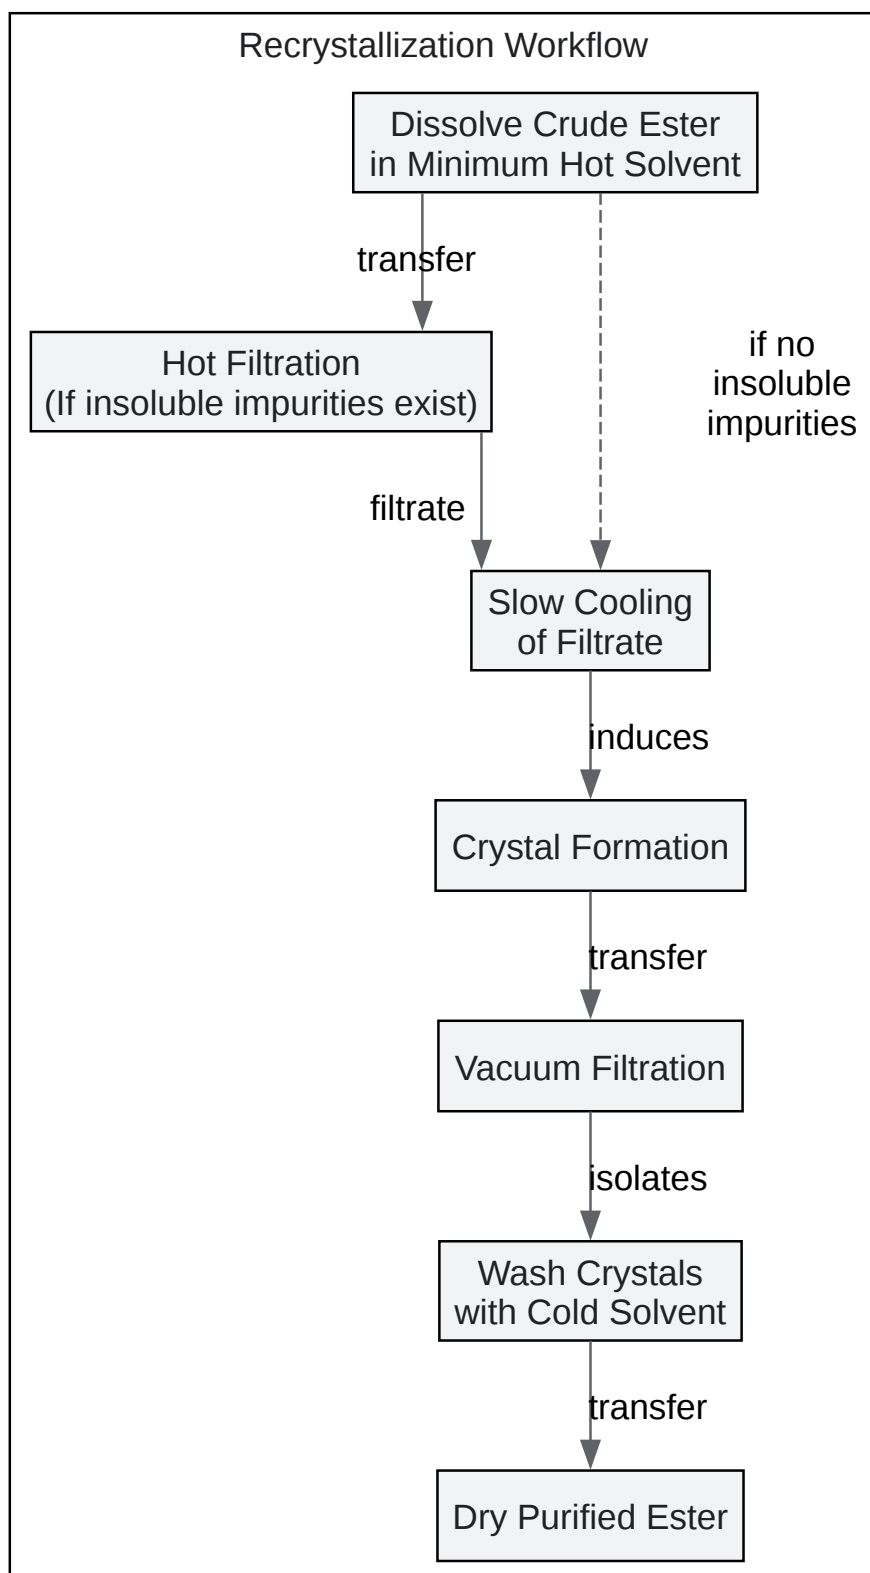 Recrystallization Workflow
Dissolve Crude Ester
in Minimum Hot Solvent
transfer
Hot Filtration
(If insoluble impurities exist)
if no
insoluble
impurities
filtrate
Slow Cooling
of Filtrate
induces
Crystal Formation
transfer
Vacuum Filtration
isolates
Wash Crystals
with Cold Solvent
transfer
Dry Purified Ester